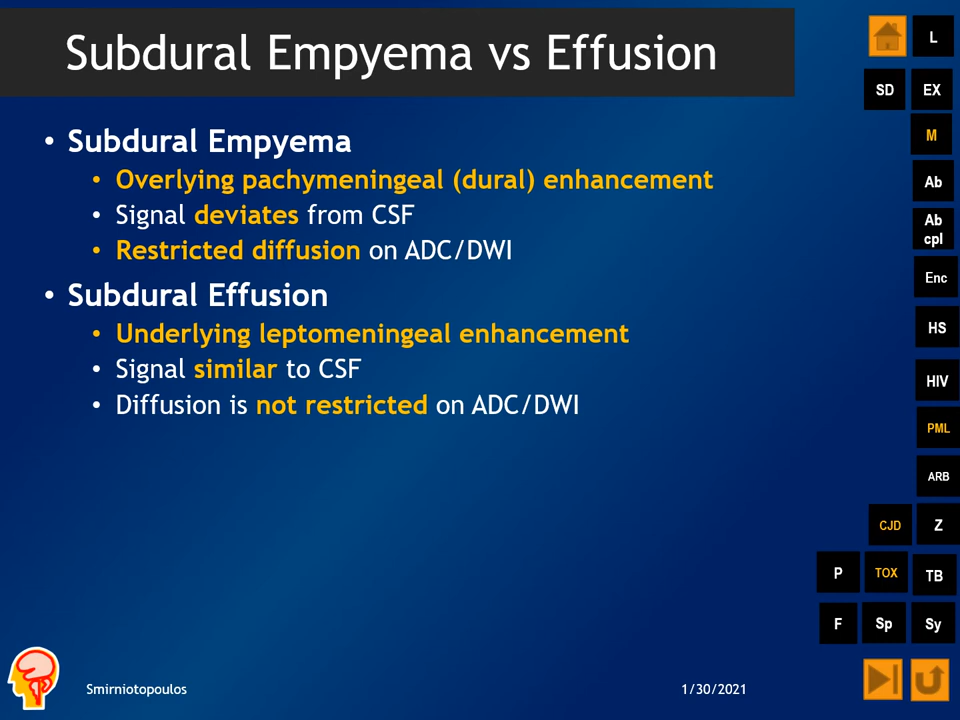 Subdural Empyema vs Effusion
• Subdural Empyema
• Overlying pachymeningeal (dural) enhancement
• Signal deviates from CSF
• Restricted diffusion on ADC/DWI
• Subdural Effusion
• Underlying leptomeningeal enhancement
• Signal similar to CSF
• Diffusion is not restricted on ADC/DWI
L
SD EX
M
Ab
Ab
cpl
Enc
HS
HIV
PML
ARB
CJD Z
P TOX TB
F Sp Sy
Smirniotopoulos
1/30/2021